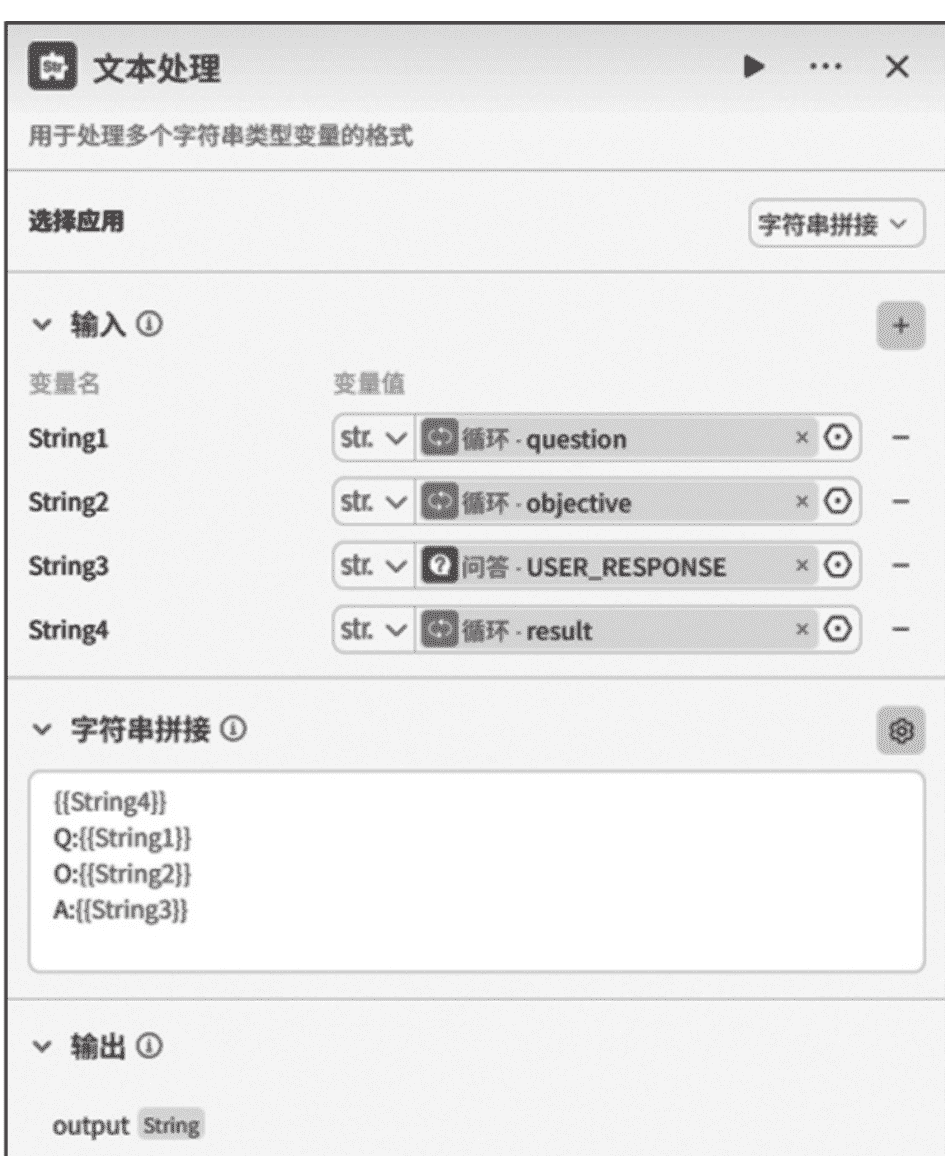 文本处理
用于处理多个字符串类型变量的格式
选择应用 字符串拼接
输入
变量名 变量值
String1 str. 循环 · question
String2 str. 循环 · objective
String3 str. 问答 · USER_RESPONSE
String4 str. 循环 · result
字符串拼接
{{String4}}
Q:{{String1}}
O:{{String2}}
A:{{String3}}
输出
output String